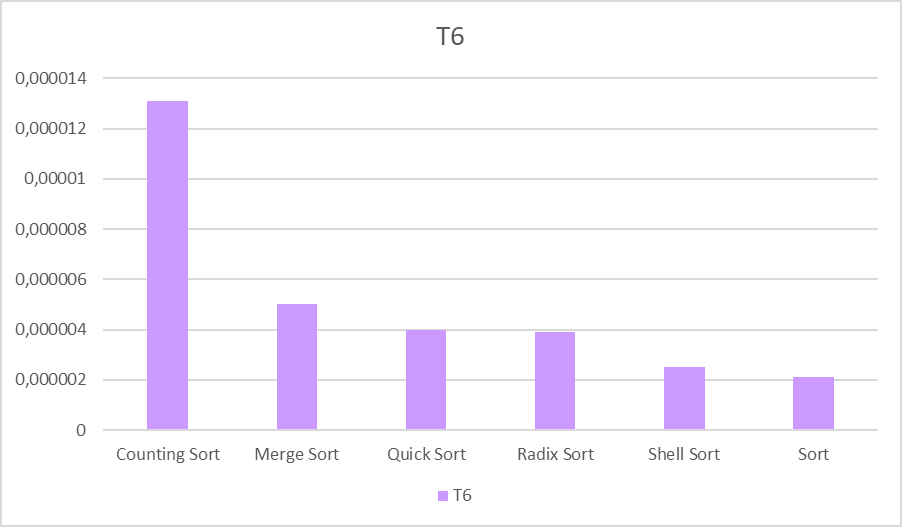 T6
0,000014
0,000012
0,00001
0,000008
0,000006
0,000004
0,000002
0
Counting Sort Merge Sort Quick Sort Radix Sort Shell Sort Sort
T6